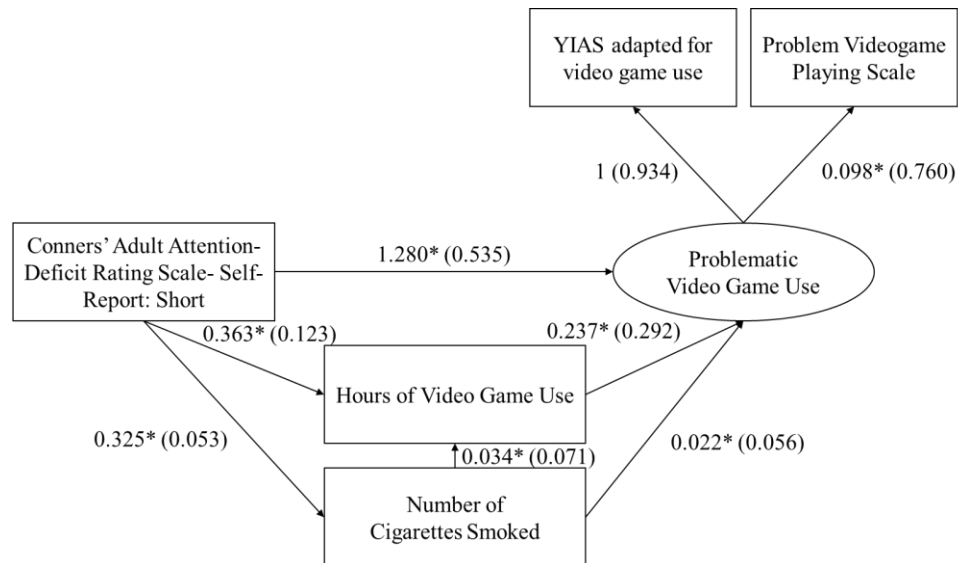 YIAS adapted for
video game use
Problem Videogame
Playing Scale
1 (0.934)
0.098* (0.760)
Conners’ Adult Attention-
Deficit Rating Scale- Self-
Report: Short
1.280* (0.535)
Problematic
Video Game Use
0.363* (0.123)
0.237* (0.292)
Hours of Video Game Use
0.325* (0.053)
0.034* (0.071)
0.022* (0.056)
Number of
Cigarettes Smoked